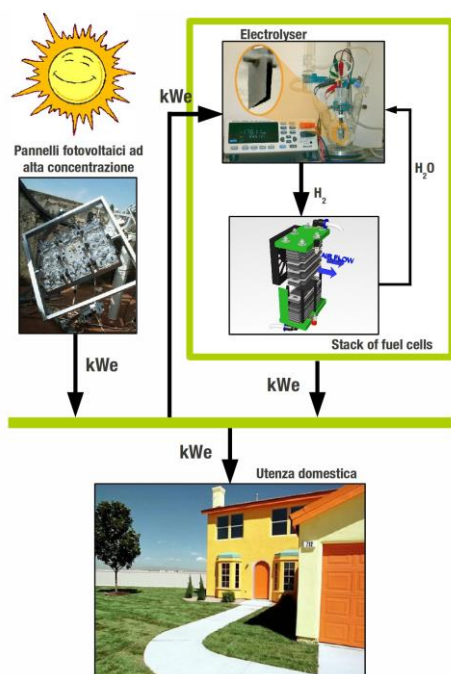 Electrolyser
kWe
Pannelli fotovoltaici ad
alta concentrazione
H2O
H2
AIR FLOW
Stack of fuel cells
kWe
kWe
kWe
Utenza domestica